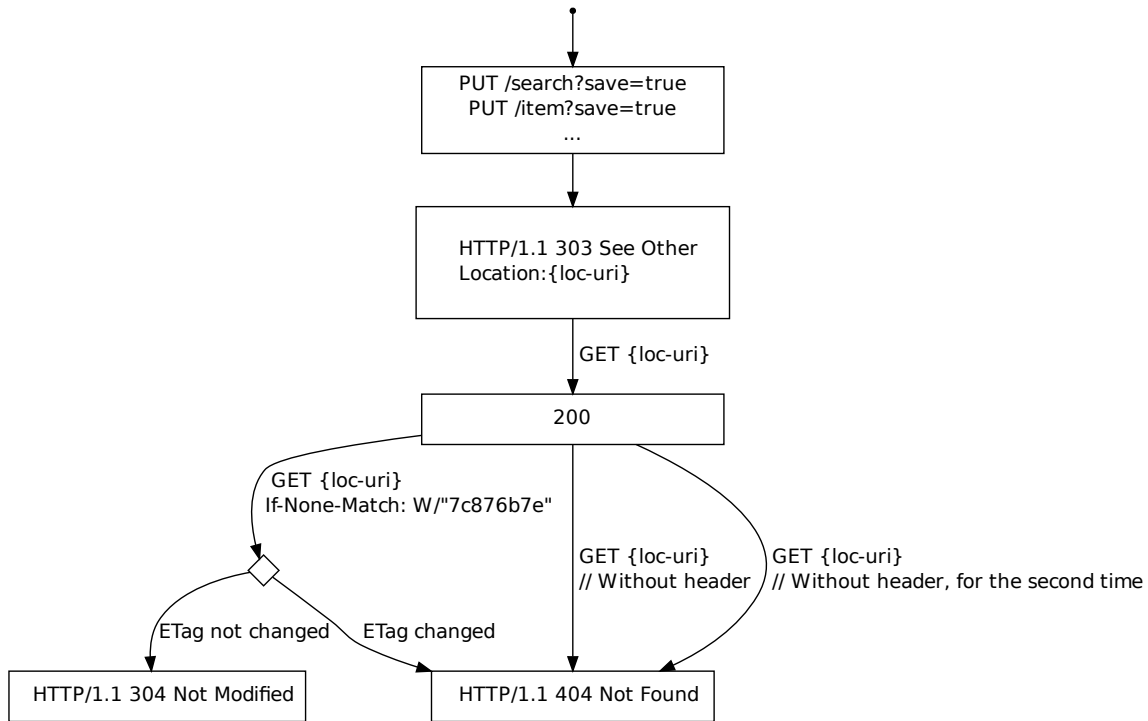 PUT /search?save=true
PUT /item?save=true
...
HTTP/1.1 303 See Other
Location:{loc-uri}
GET {loc-uri}
200
GET {loc-uri}
If-None-Match: W/"7c876b7e"
GET {loc-uri}
// Without header
GET {loc-uri}
// Without header, for the second time
ETag not changed
ETag changed
HTTP/1.1 304 Not Modified
HTTP/1.1 404 Not Found